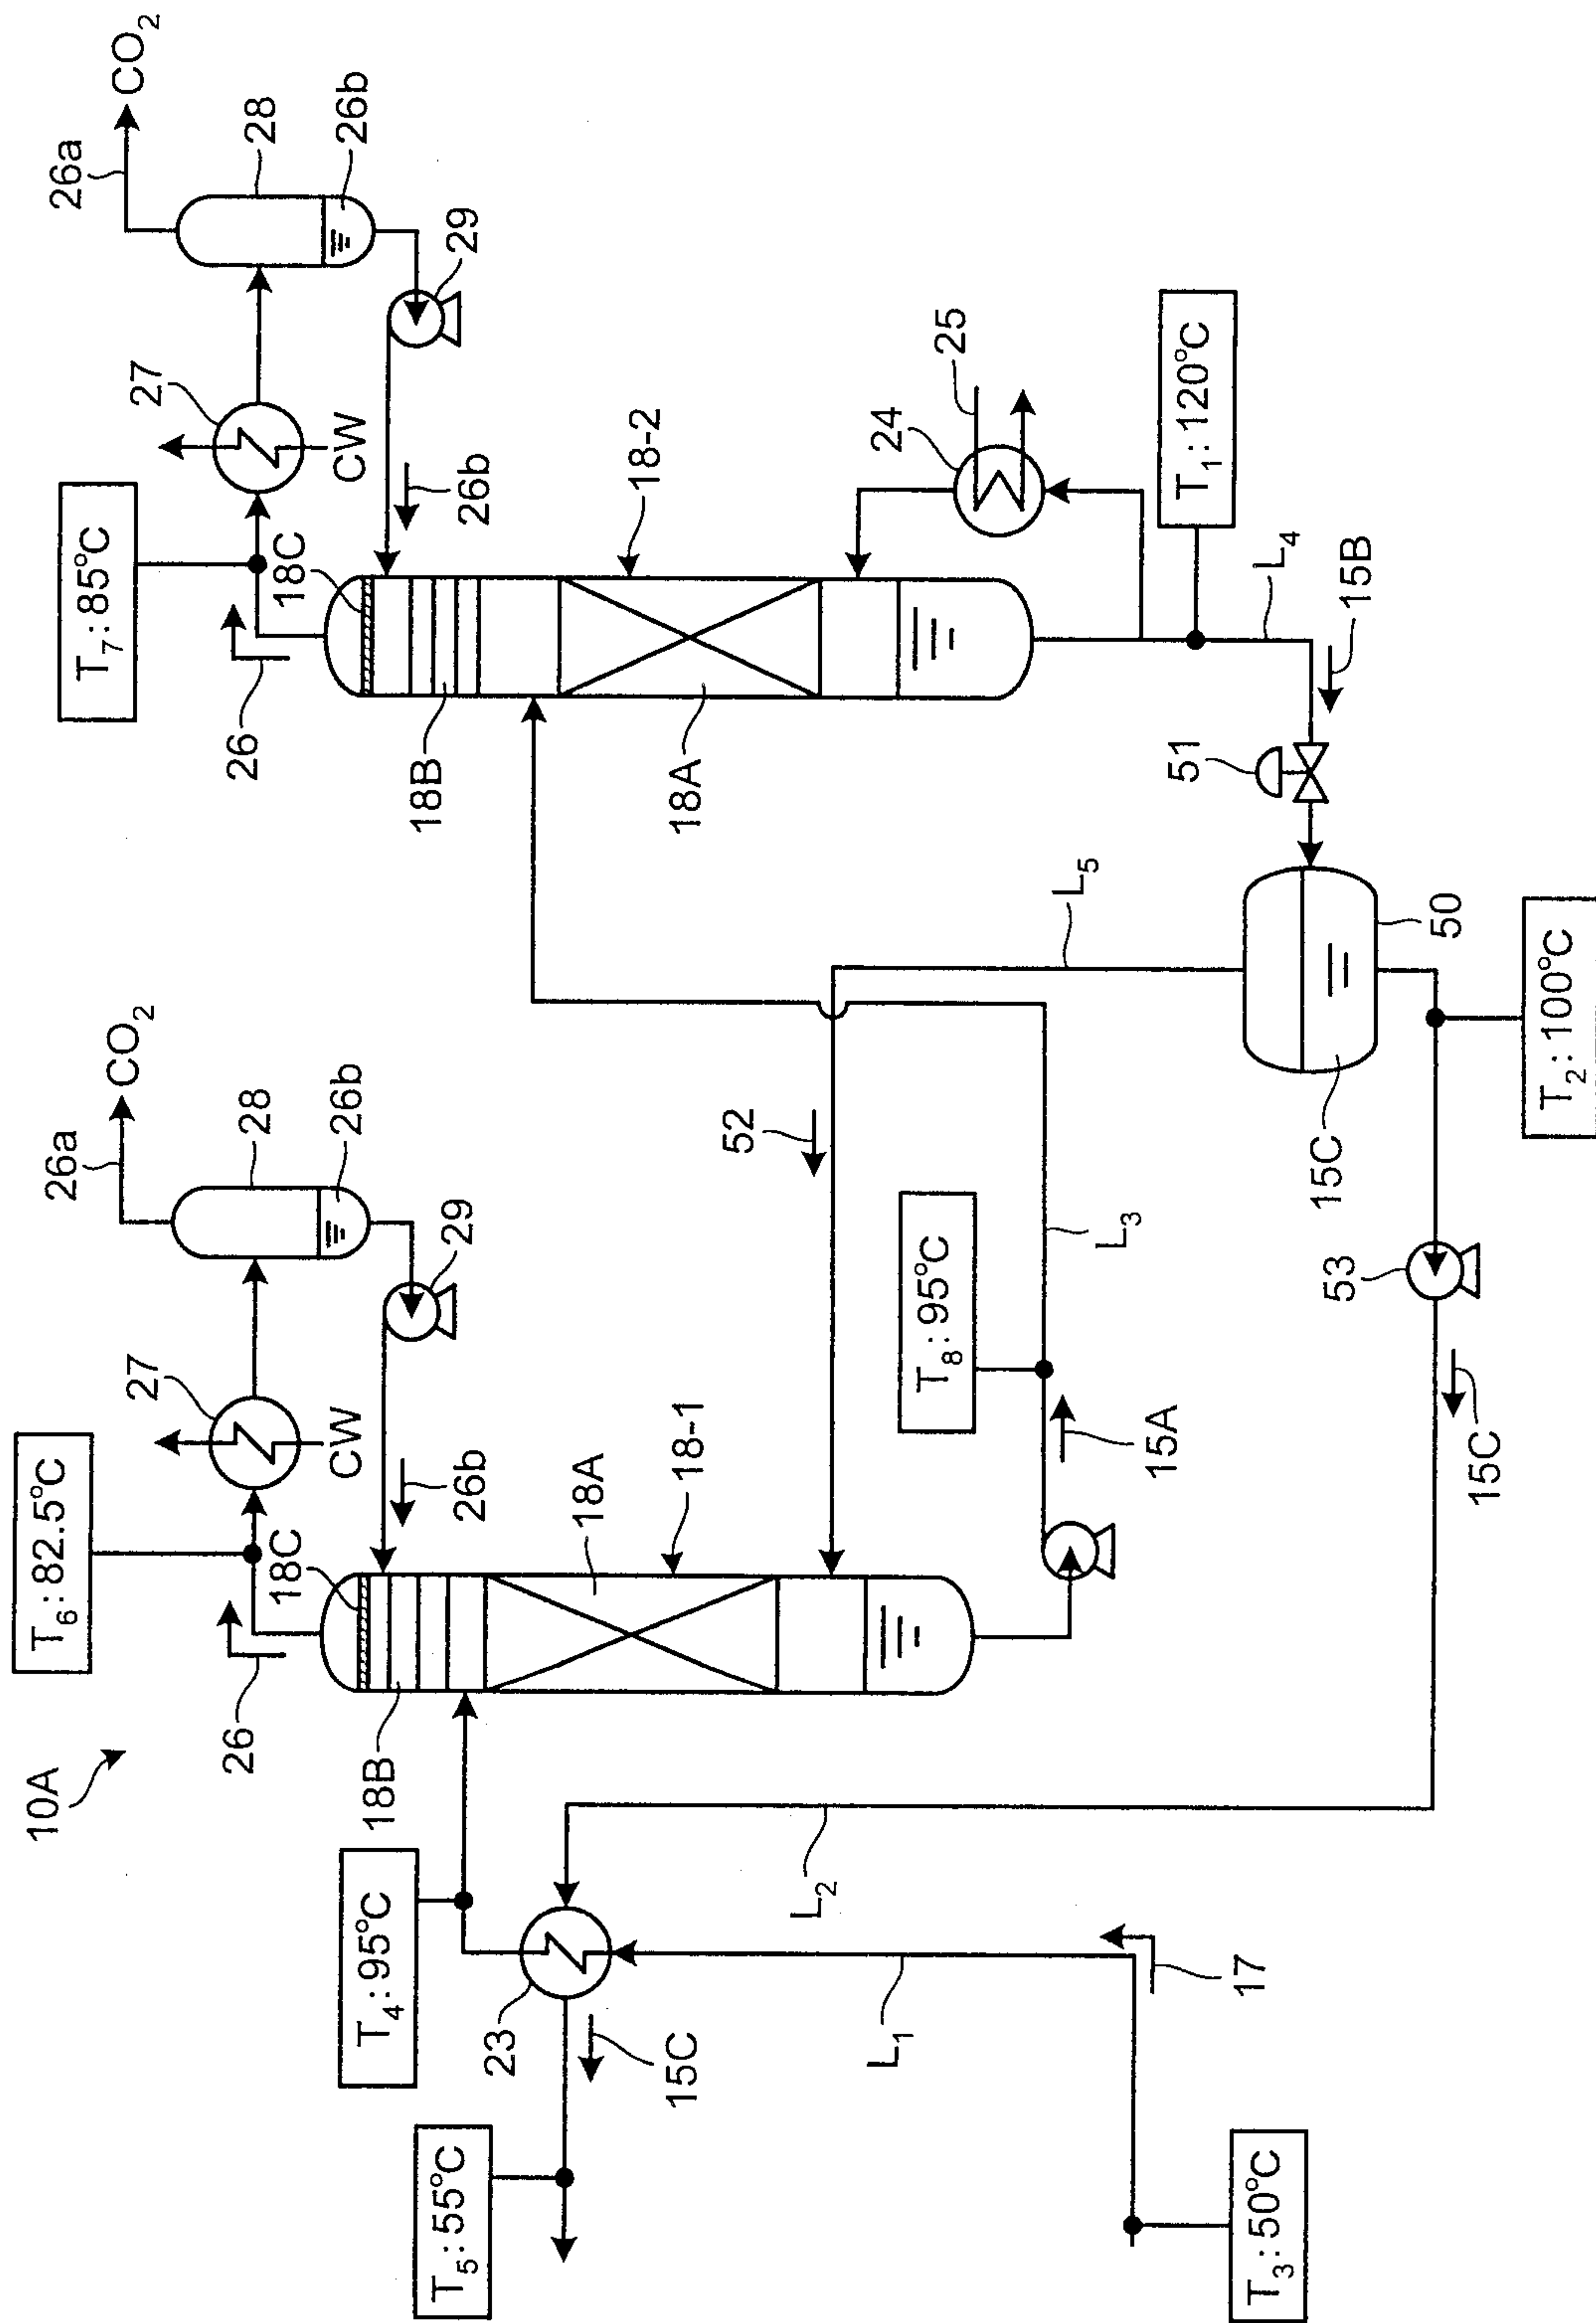 10A
T6:82.5°C
26
18C
27
CW
26a
CO2
28
26b
29
26b
18B
18A
18-1
T4:95°C
23
T5:55°C
15C
L1
17
T3:50°C
L2
T8:95°C
15A
L3
52
L5
T7:85°C
26
18C
27
CW
26a
CO2
28
26b
29
26b
18B
18A
18-2
24
25
T1:120°C
L4
15B
51
50
15C
T2:100°C
53
15C